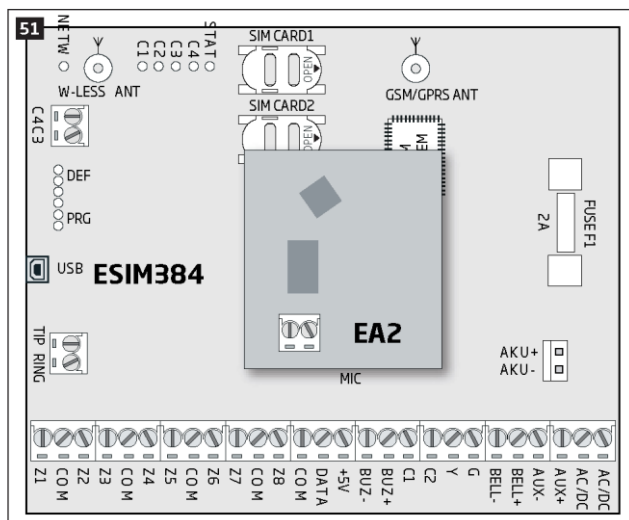 51
NETW
C1
C2
C3
C4
STAT
W-LESS ANT
SIM CARD1
OPEN
GSM/GPRS ANT
C4 C3
SIM CARD2
OPEN
DEF
PRG
FUSE F1
2A
USB
ESIM384
EA2
TIP RING
AKU+
AKU-
MIC
Z1
COM
Z2
Z3
COM
Z4
Z5
COM
Z6
Z7
COM
Z8
COM
DATA
+5V
BUZ-
BUZ+
C1
C2
Y
G
BELL-
BELL+
AUX-
AUX+
AC/DC
AC/DC